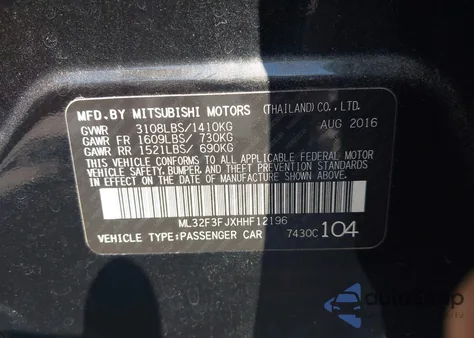 MFD.BY MITSUBISHI MOTORS (THAILAND)CO.,LTD.
GVWR 3108LBS/1410KG AUG 2016
GAWR FR 1609LBS/ 730KG
GAWR RR 1521LBS/ 690KG
THIS VEHICLE CONFORMS TO ALL APPLICABLE FEDERAL MOTOR
VEHICLE SAFETY,BUMPER,AND THEFT PREVENTION STANDARDS IN
EFFECT ON THE DATE OF MANUFACTURE SHOWN ABOVE.
ML32F3FJXHHF12196
VEHICLE TYPE:PASSENGER CAR 7430C 104